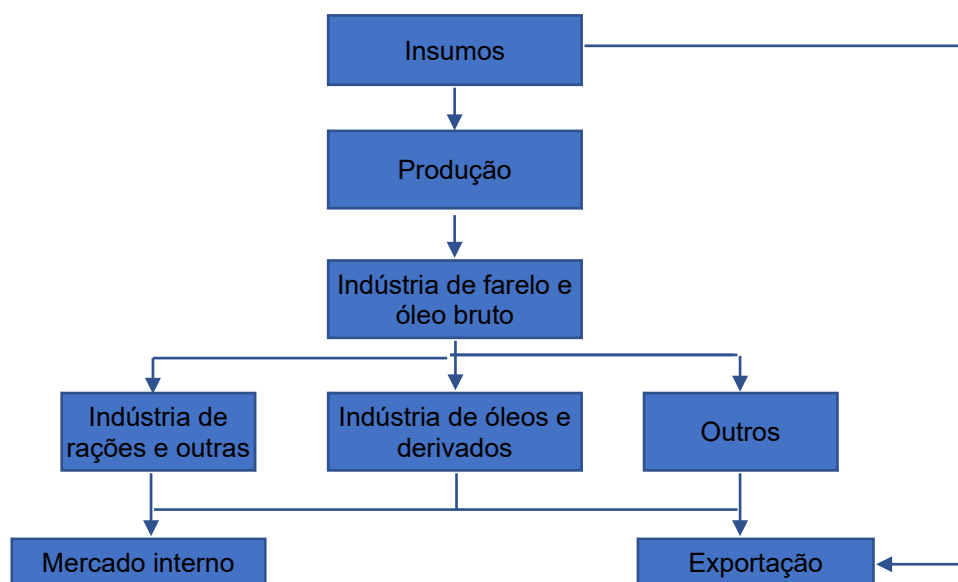 Insumos
Produção
Indústria de farelo e
óleo bruto
Indústria de
rações e outras
Indústria de óleos e
derivados
Outros
Mercado interno
Exportação